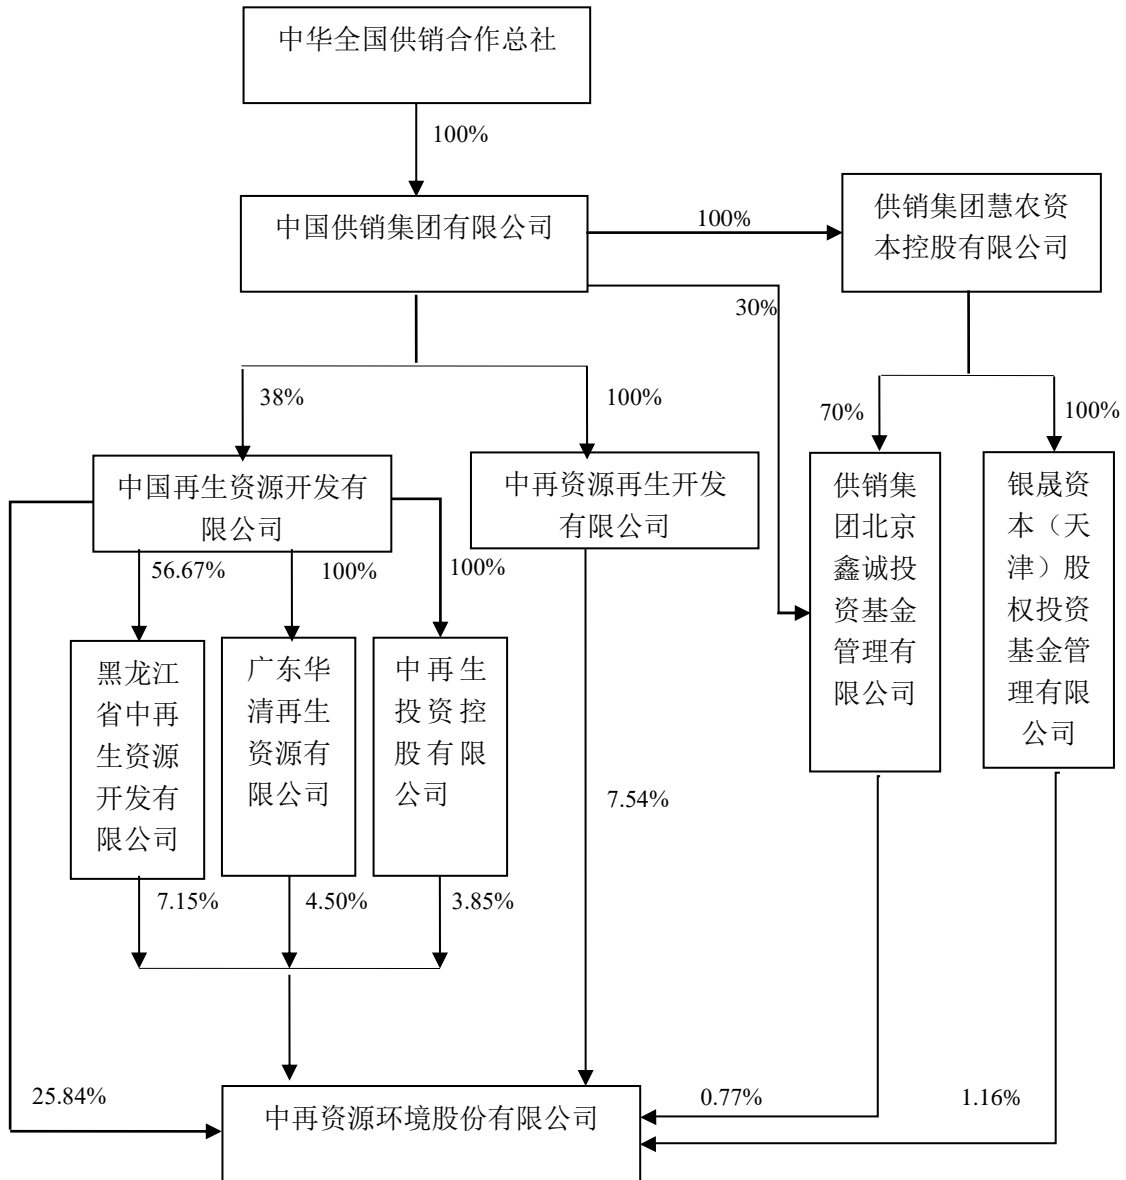 中华全国供销合作总社
100%
中国供销集团有限公司
100%
供销集团慧农资
本控股有限公司
30%
38%
100%
70%
100%
中国再生资源开发有
限公司
中再资源再生开发
有限公司
供销集
团北京
鑫诚投
资基金
管理有
限公司
银晟资
本（天
津）股
权投资
基金管
理有限
公司
56.67%
100%
100%
黑龙江
省中再
生资源
开发有
限公司
广东华
清再生
资源有
限公司
中再生
投资控
股有限
公司
7.54%
7.15%
4.50%
3.85%
25.84%
0.77%
1.16%
中再资源环境股份有限公司